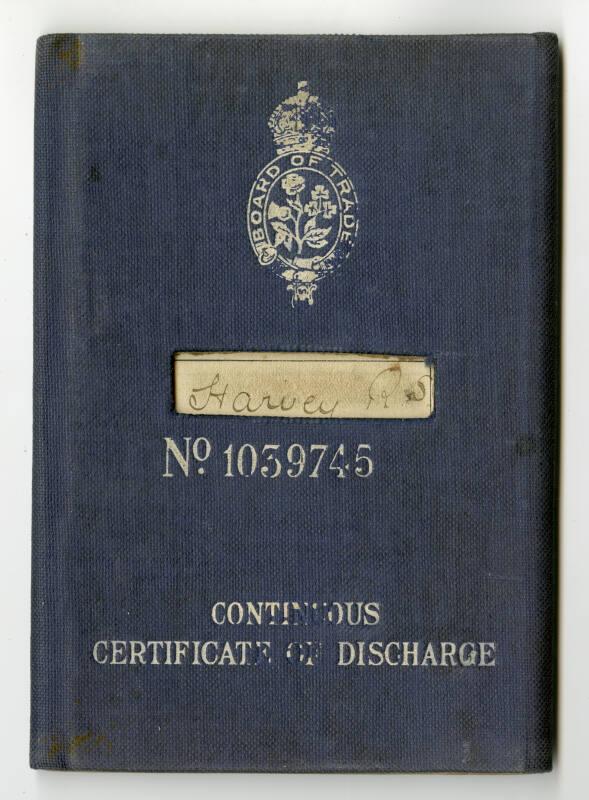 BOARD OF TRADE
Harvey R S
Nº 1039745
CONTINUOUS
CERTIFICATE OF DISCHARGE